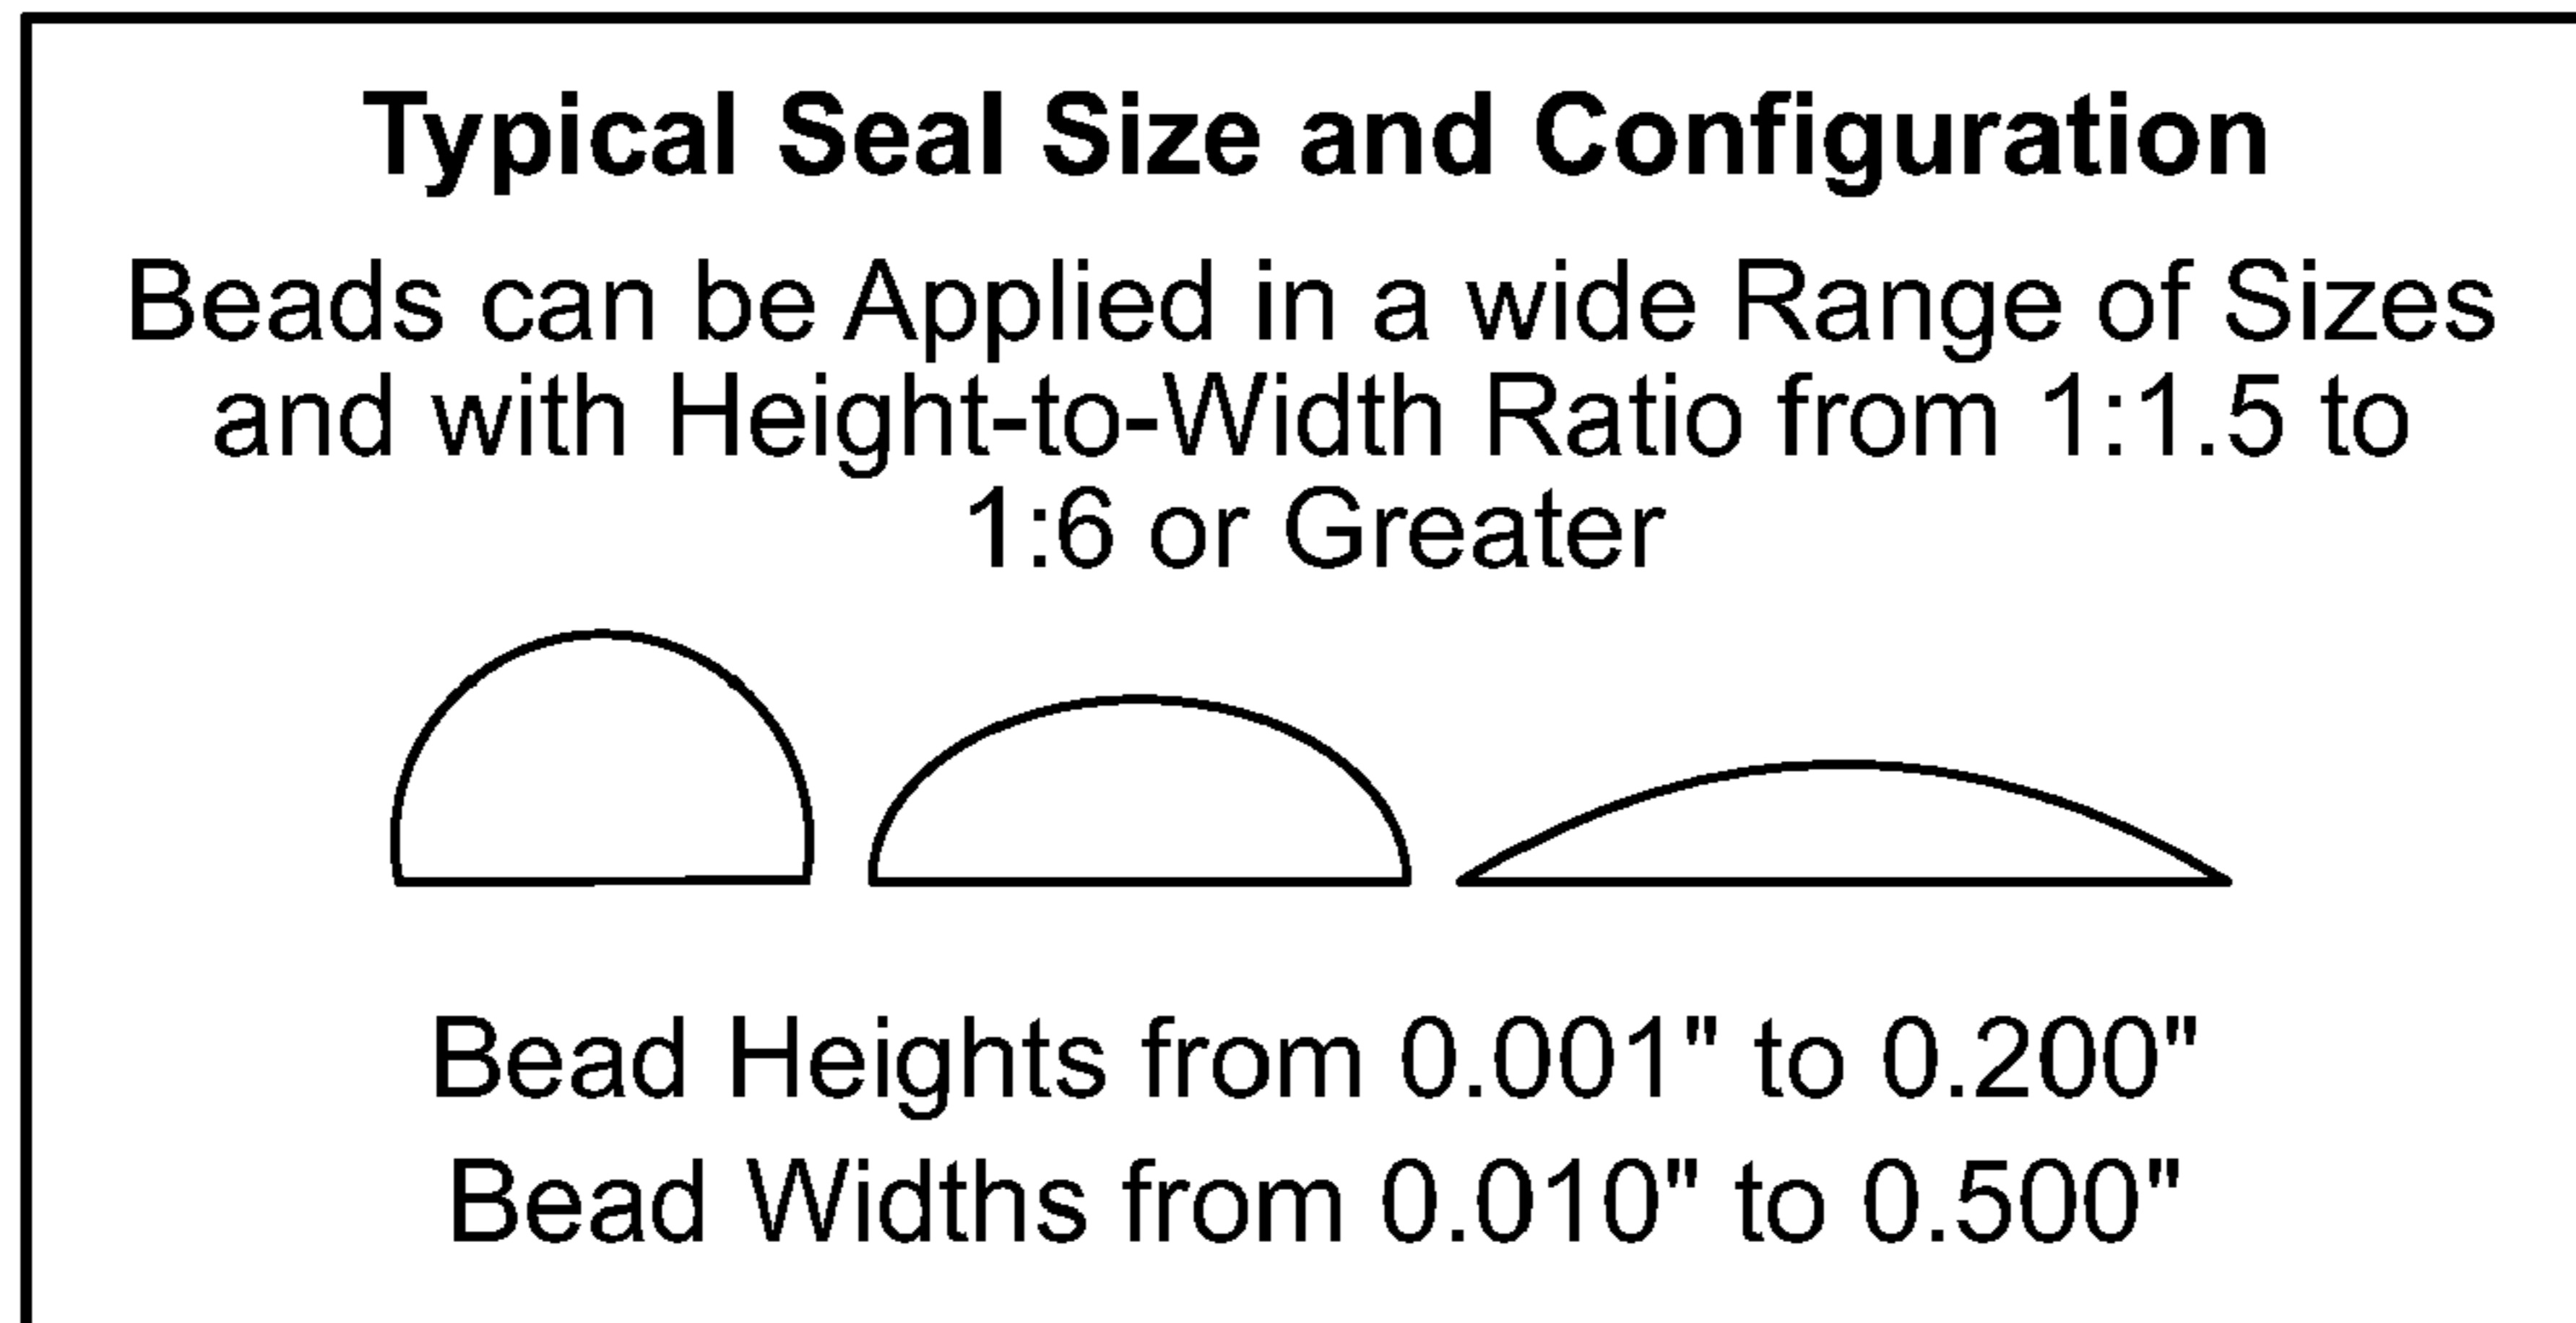 Typical Seal Size and Configuration
Beads can be Applied in a wide Range of Sizes
and with Height-to-Width Ratio from 1:1.5 to
1:6 or Greater
Bead Heights from 0.001" to 0.200"
Bead Widths from 0.010" to 0.500"